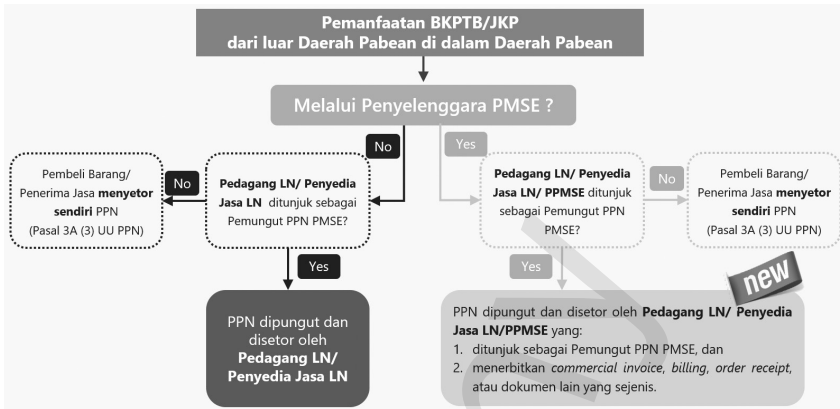 Pemanfaatan BKPTB/JKP
dari luar Daerah Pabean di dalam Daerah Pabean
Melalui Penyelenggara PMSE ?
No
Yes
Pembeli Barang/
Penerima Jasa menyetor
sendiri PPN
(Pasal 3A (3) UU PPN)
No
Pedagang LN/ Penyedia
Jasa LN ditunjuk sebagai
Pemungut PPN PMSE?
Pedagang LN/ Penyedia
Jasa LN/ PPMSE ditunjuk
sebagai Pemungut PPN
PMSE?
No
Pembeli Barang/
Penerima Jasa menyetor
sendiri PPN
(Pasal 3A (3) UU PPN)
Yes
Yes
new
PPN dipungut dan
disetor oleh
Pedagang LN/
Penyedia Jasa LN
PPN dipungut dan disetor oleh Pedagang LN/ Penyedia
Jasa LN/PPMSE yang:
1. ditunjuk sebagai Pemungut PPN PMSE, dan
2. menerbitkan commercial invoice, billing, order receipt,
atau dokumen lain yang sejenis.